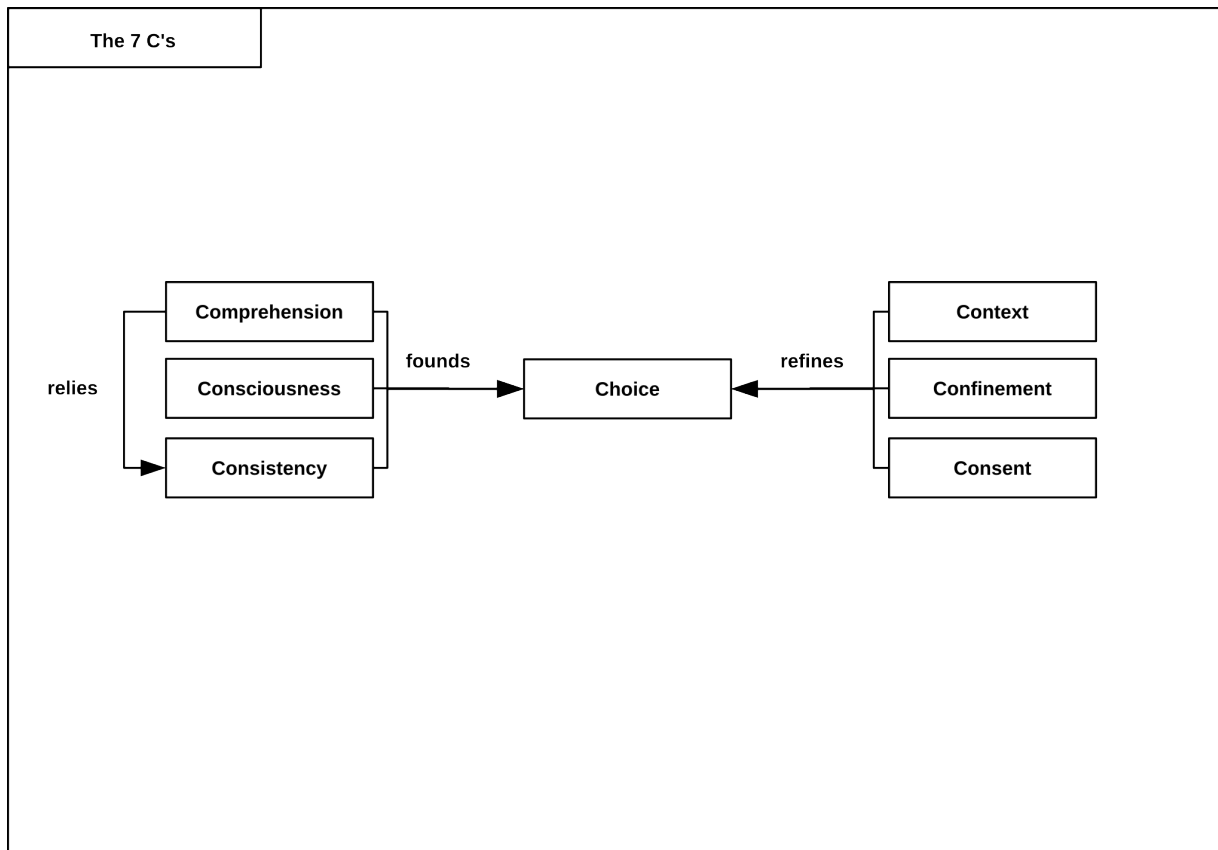 The 7 C's
Comprehension
Context
founds
refines
relies
Consciousness
Choice
Confinement
Consistency
Consent